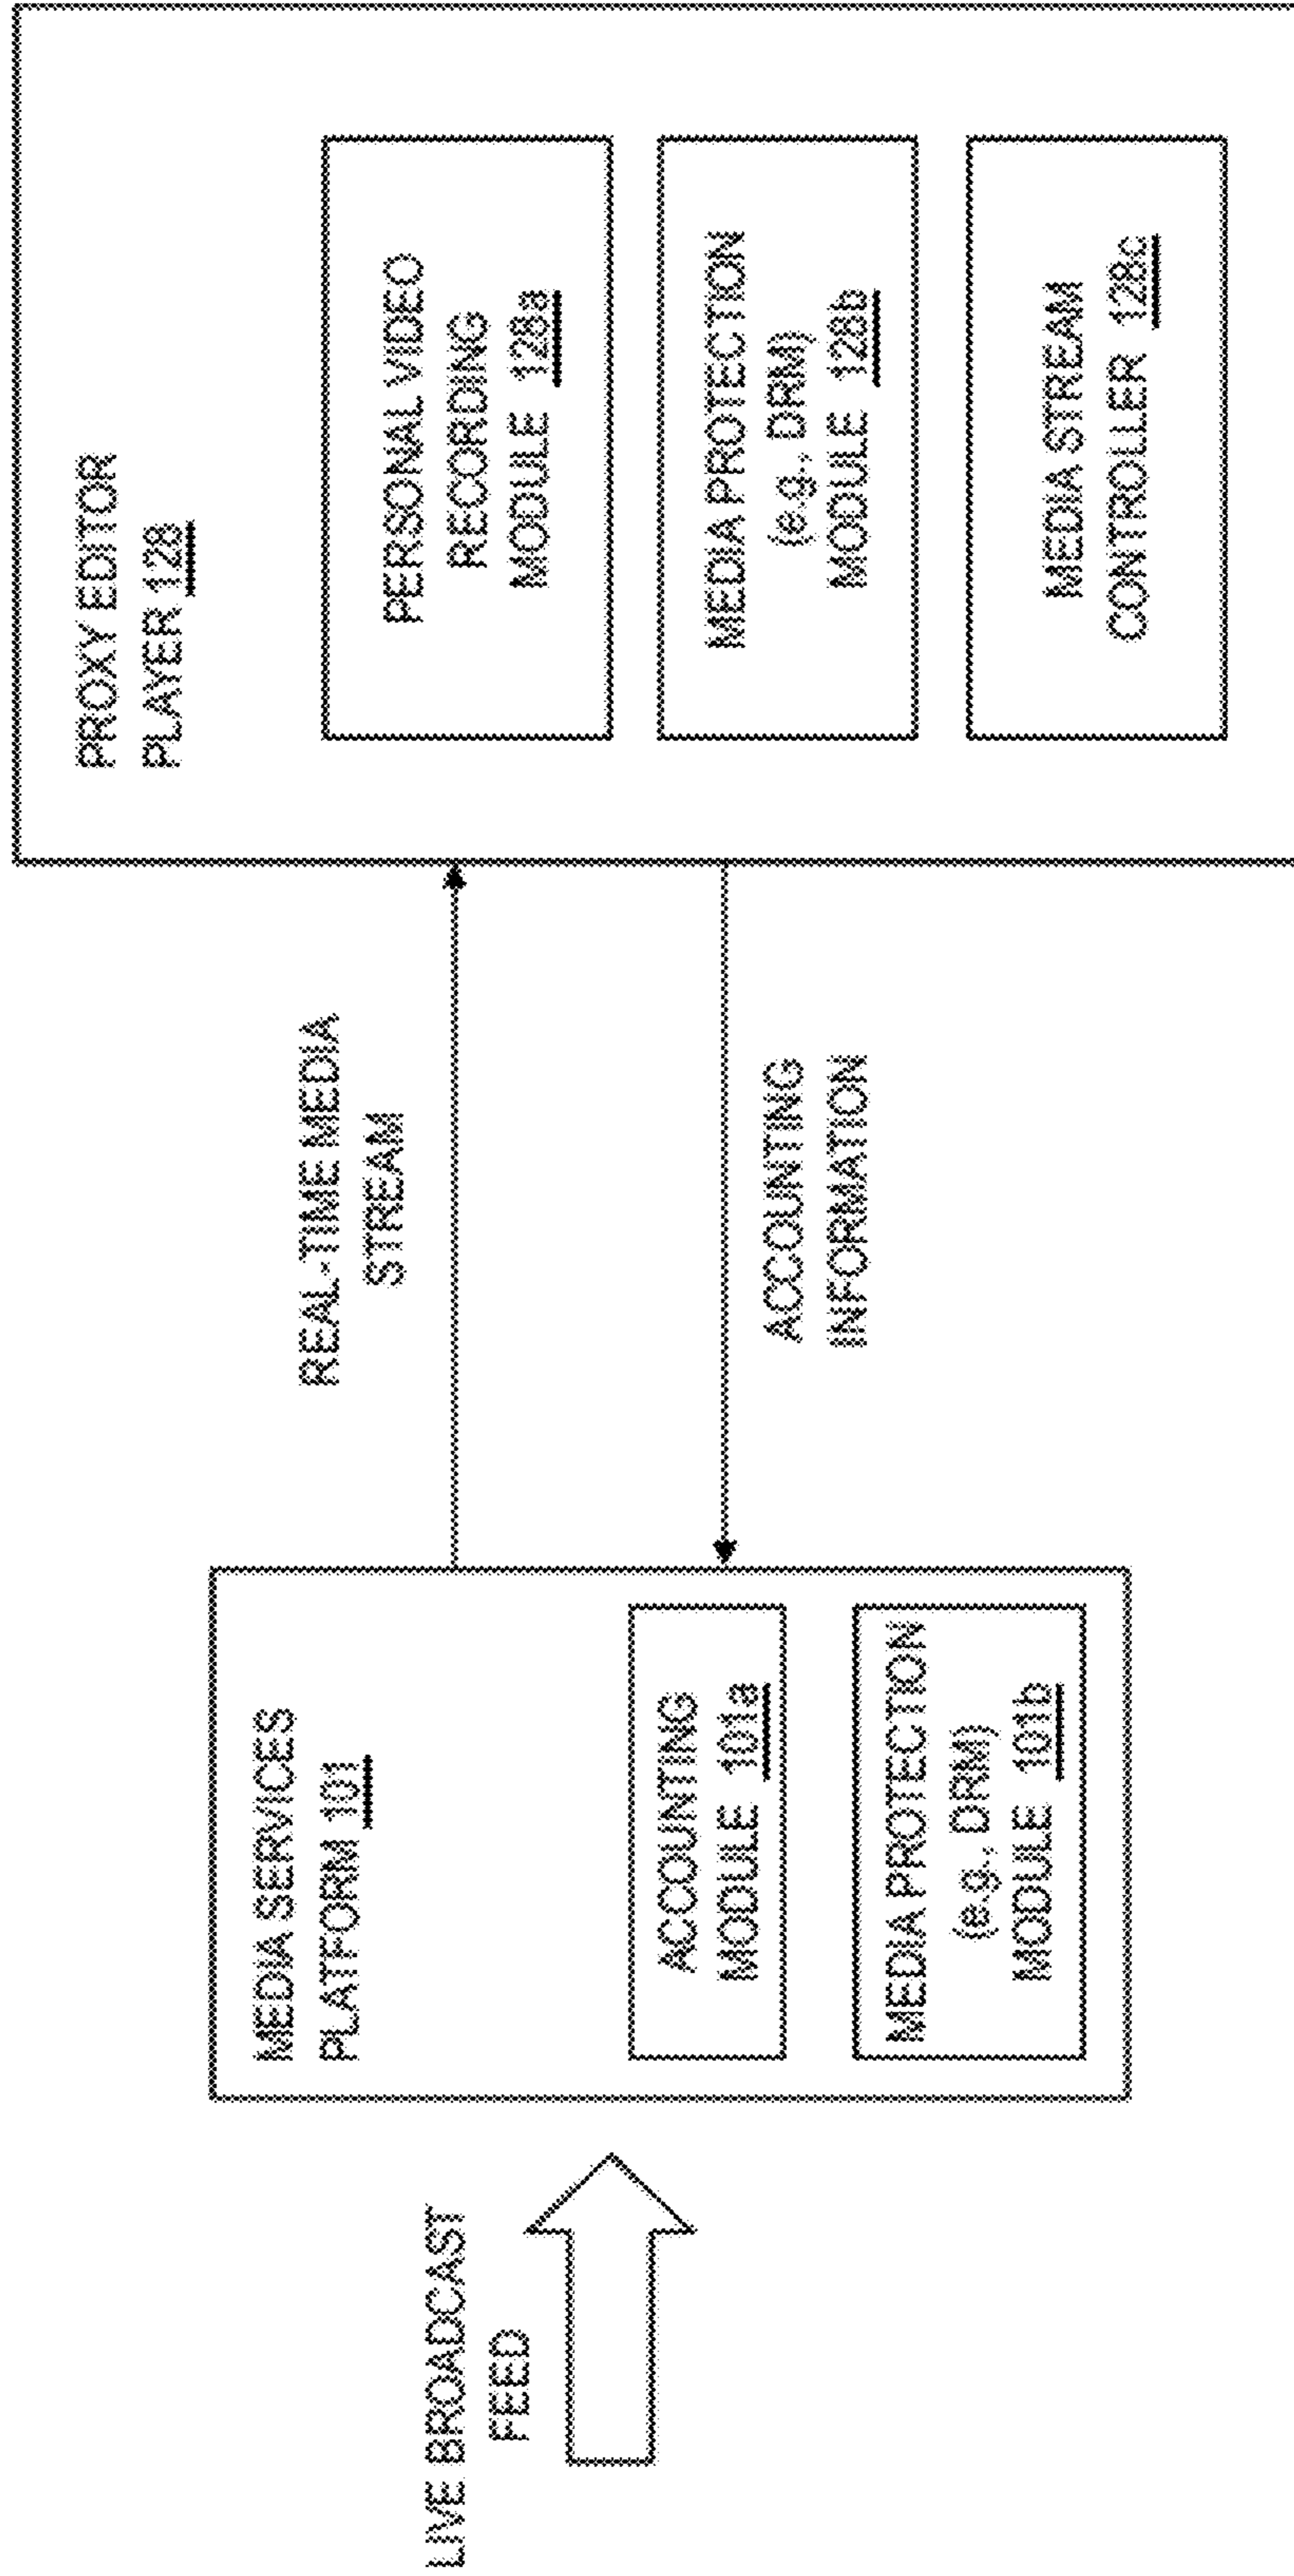 LIVE BROADCAST
FEED
MEDIA SERVICES
PLATFORM 101
ACCOUNTING
MODULE 101a
MEDIA PROTECTION
(e.g., DRM)
MODULE 101b
REAL-TIME MEDIA
STREAM
ACCOUNTING
INFORMATION
PROXY EDITOR
PLAYER 128
PERSONAL VIDEO
RECORDING
MODULE 128a
MEDIA PROTECTION
(e.g., DRM)
MODULE 128b
MEDIA STREAM
CONTROLLER 128c